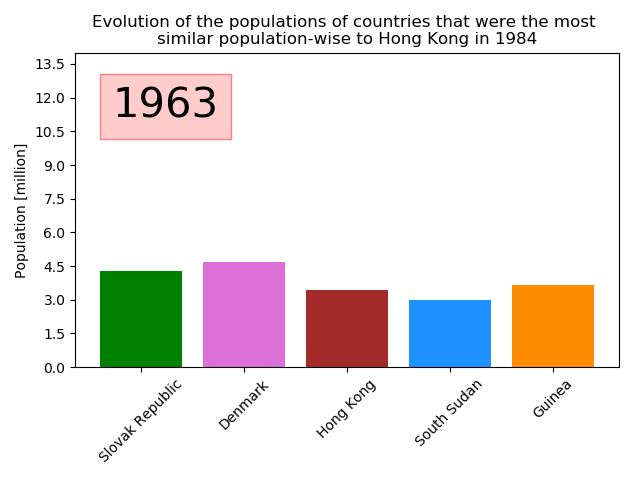 Evolution of the populations of countries that were the most
similar population-wise to Hong Kong in 1984
1963
Population [million]
13.5
12.0
10.5
9.0
7.5
6.0
4.5
3.0
1.5
0.0
Slovak Republic
Denmark
Hong Kong
South Sudan
Guinea